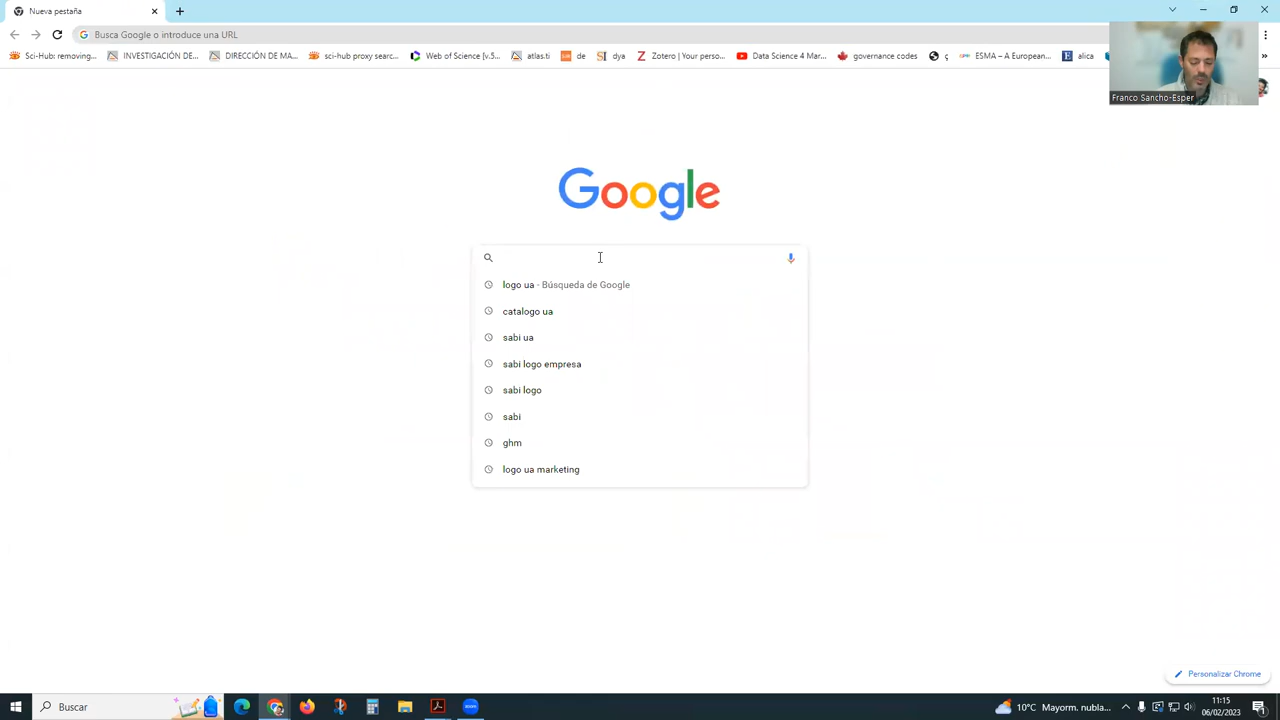 Nueva pestaña
Busca Google o introduce una URL
Sci-Hub: removing...
INVESTIGACIÓN DE...
DIRECCIÓN DE MA...
sci-hub proxy searc...
Web of Science [v.5...
atlas.ti
de
dya
Zotero | Your perso...
Data Science 4 Mar...
governance codes
ç
ESMA – A European...
alica
Franco Sancho-Esper
Google
logo ua - Búsqueda de Google
catalogo ua
sabi ua
sabi logo empresa
sabi logo
sabi
ghm
logo ua marketing
Personalizar Chrome
Buscar
10°C Mayorm. nubla...
11:15
06/02/2023